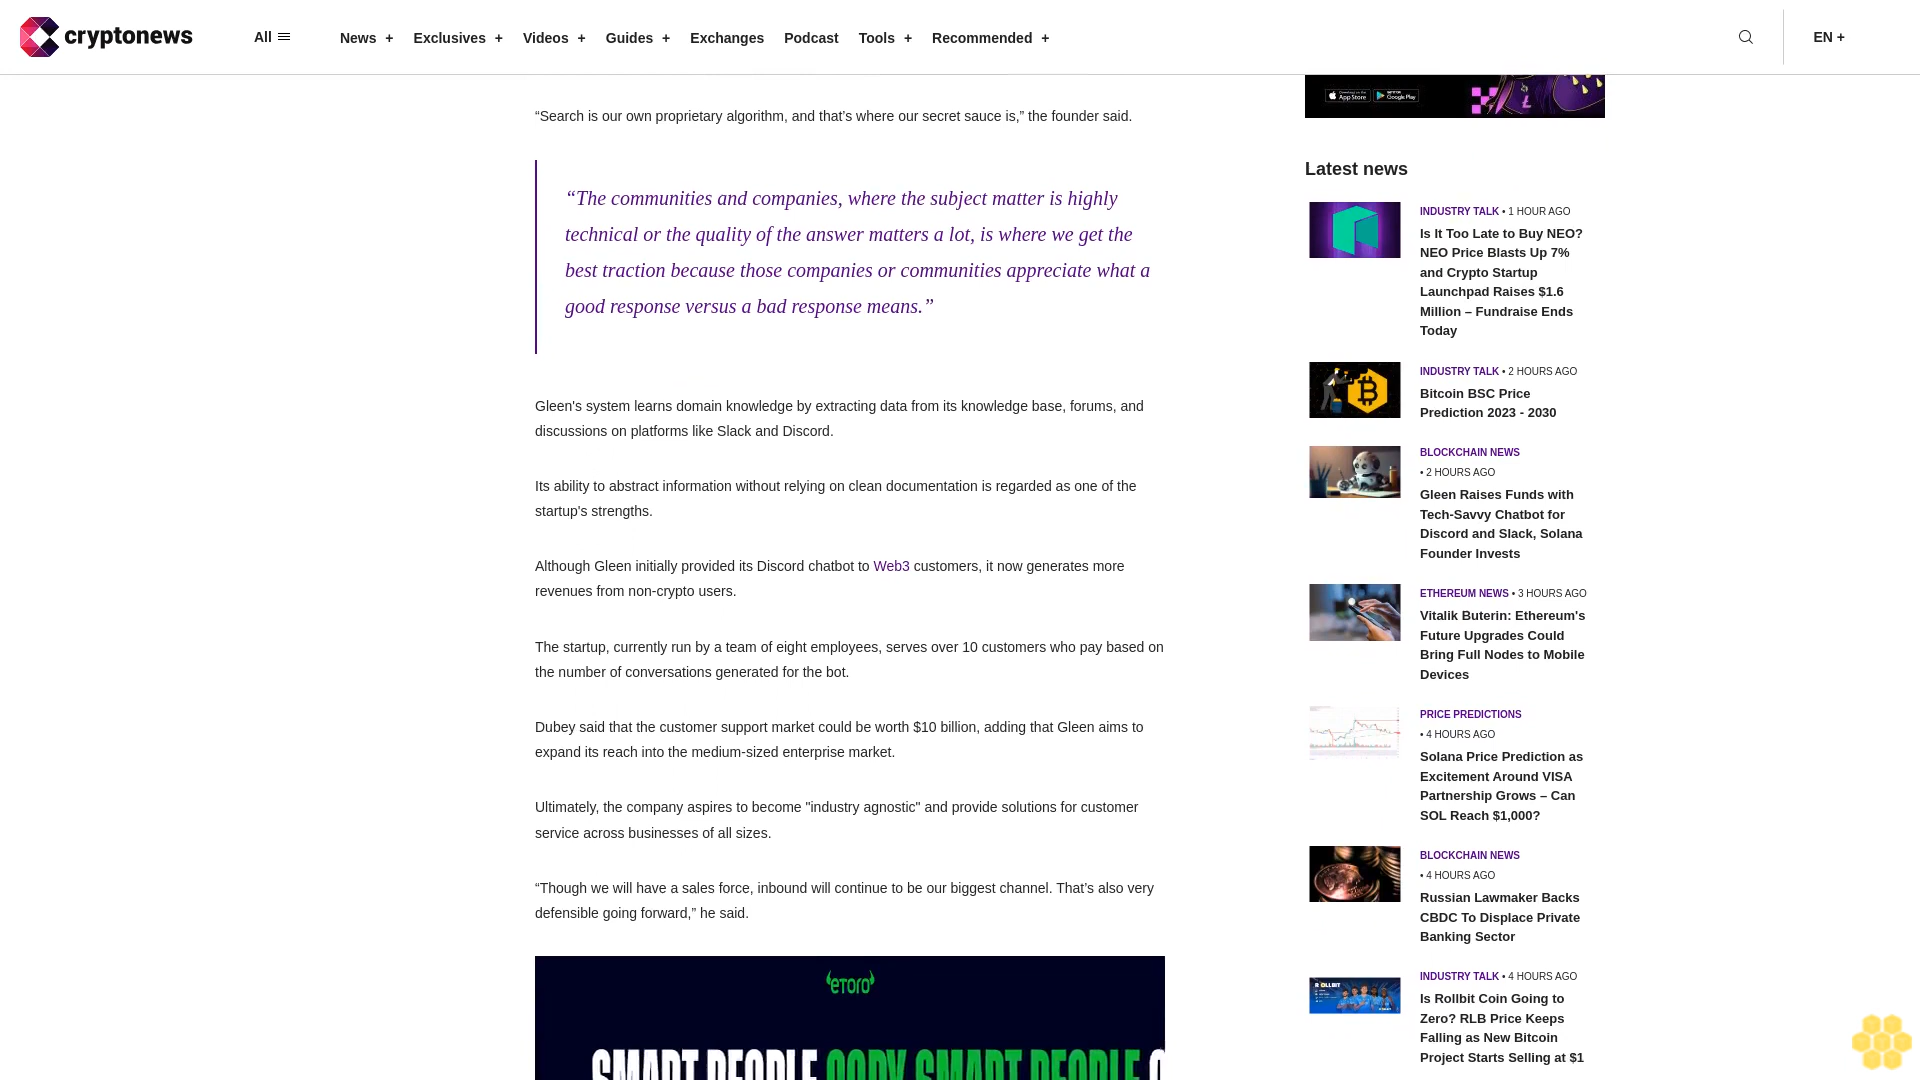 cryptonews
All
News +
Exclusives +
Videos +
Guides +
Exchanges
Podcast
Tools +
Recommended +
EN +
“Search is our own proprietary algorithm, and that’s where our secret sauce is,” the founder said.
“The communities and companies, where the subject matter is highly
technical or the quality of the answer matters a lot, is where we get the
best traction because those companies or communities appreciate what a
good response versus a bad response means.”
Gleen's system learns domain knowledge by extracting data from its knowledge base, forums, and
discussions on platforms like Slack and Discord.
Its ability to abstract information without relying on clean documentation is regarded as one of the
startup's strengths.
Although Gleen initially provided its Discord chatbot to Web3 customers, it now generates more
revenues from non-crypto users.
The startup, currently run by a team of eight employees, serves over 10 customers who pay based on
the number of conversations generated for the bot.
Dubey said that the customer support market could be worth $10 billion, adding that Gleen aims to
expand its reach into the medium-sized enterprise market.
Ultimately, the company aspires to become "industry agnostic" and provide solutions for customer
service across businesses of all sizes.
“Though we will have a sales force, inbound will continue to be our biggest channel. That’s also very
defensible going forward,” he said.
eToro
SMART PEOPLE COPY SMART PEOPLE
App Store
Google Play
Latest news
INDUSTRY TALK • 1 HOUR AGO
Is It Too Late to Buy NEO?
NEO Price Blasts Up 7%
and Crypto Startup
Launchpad Raises $1.6
Million – Fundraise Ends
Today
INDUSTRY TALK • 2 HOURS AGO
Bitcoin BSC Price
Prediction 2023 - 2030
BLOCKCHAIN NEWS
• 2 HOURS AGO
Gleen Raises Funds with
Tech-Savvy Chatbot for
Discord and Slack, Solana
Founder Invests
ETHEREUM NEWS • 3 HOURS AGO
Vitalik Buterin: Ethereum's
Future Upgrades Could
Bring Full Nodes to Mobile
Devices
PRICE PREDICTIONS
• 4 HOURS AGO
Solana Price Prediction as
Excitement Around VISA
Partnership Grows – Can
SOL Reach $1,000?
BLOCKCHAIN NEWS
• 4 HOURS AGO
Russian Lawmaker Backs
CBDC To Displace Private
Banking Sector
ROLLBIT
INDUSTRY TALK • 4 HOURS AGO
Is Rollbit Coin Going to
Zero? RLB Price Keeps
Falling as New Bitcoin
Project Starts Selling at $1